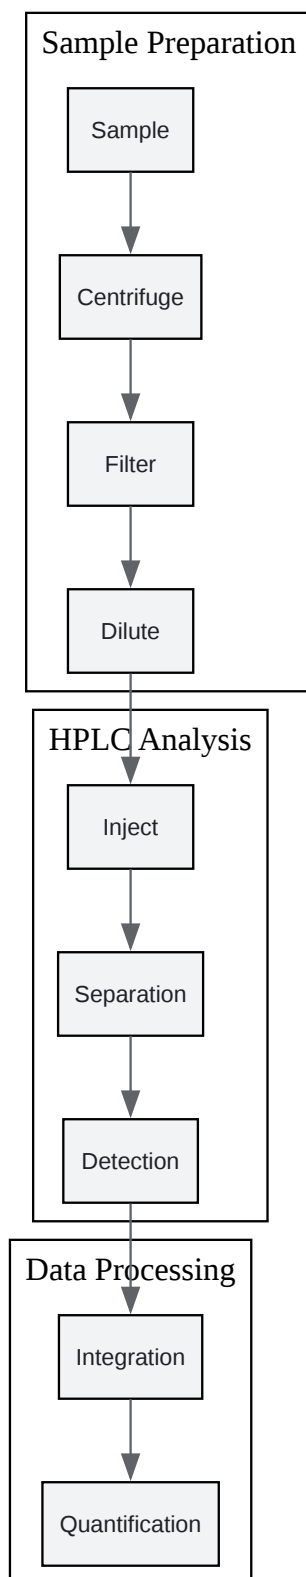 Sample Preparation
Sample
Centrifuge
Filter
Dilute
HPLC Analysis
Inject
Separation
Detection
Data Processing
Integration
Quantification